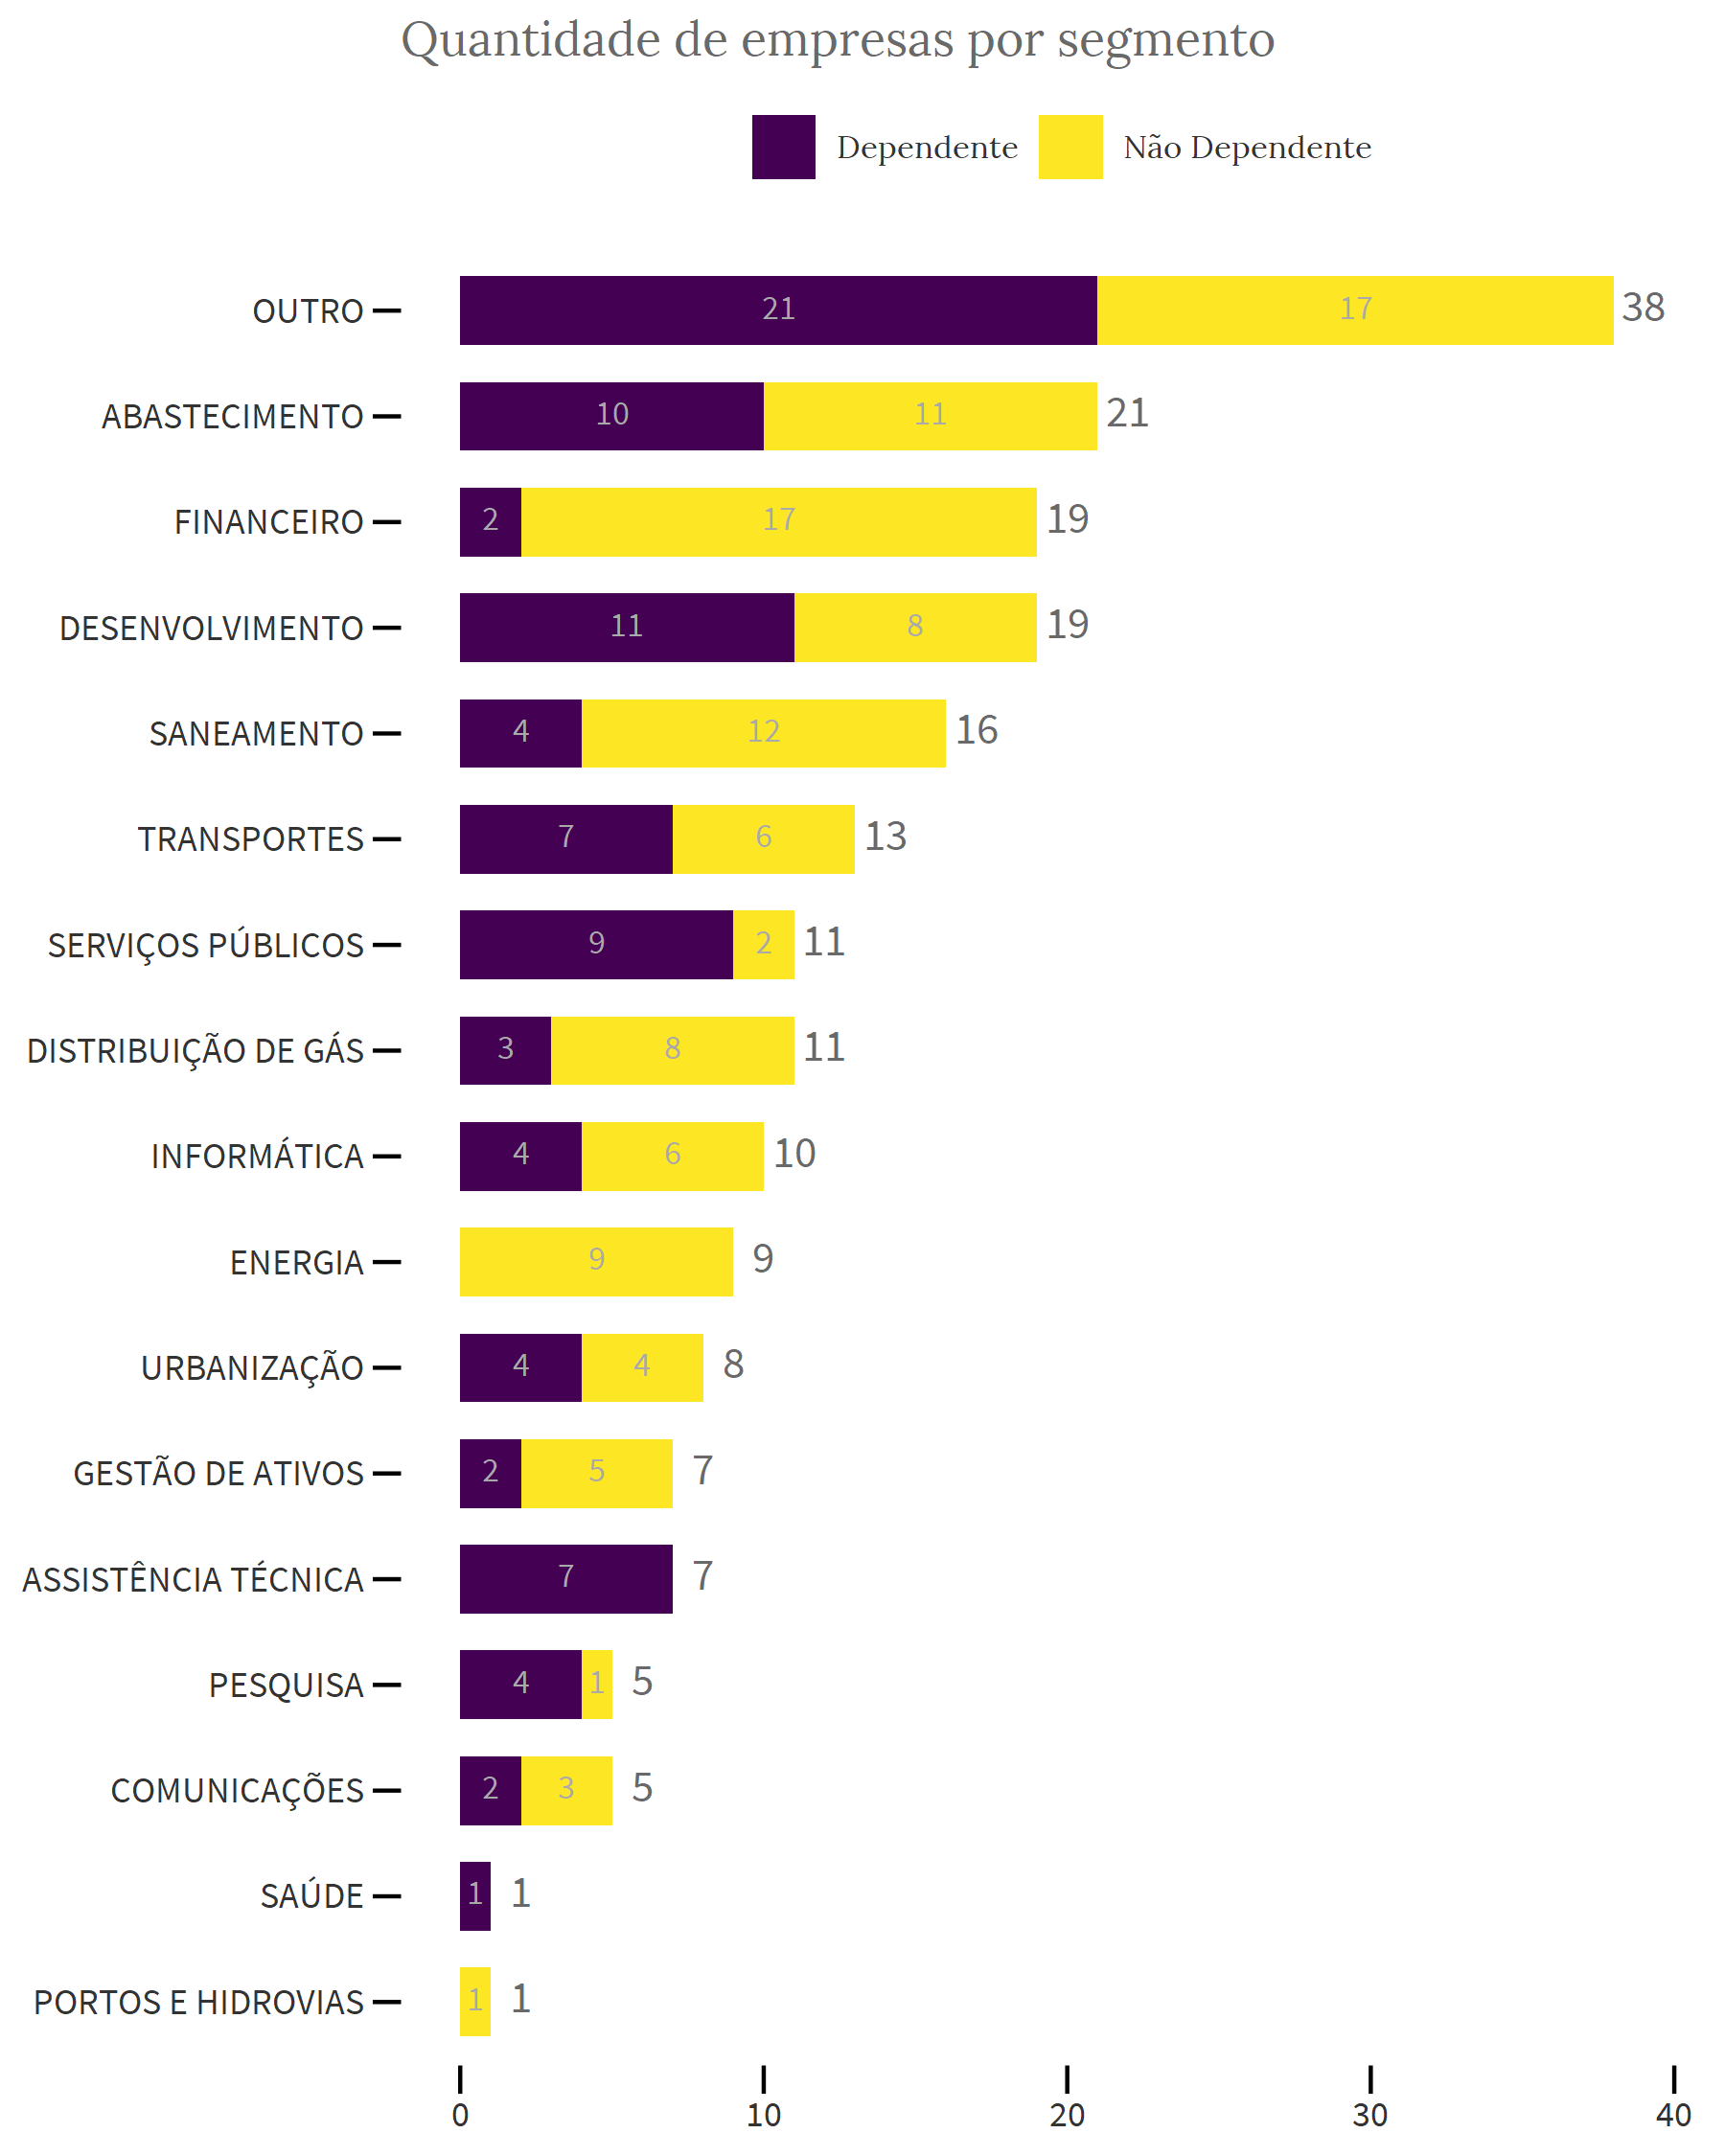 Quantidade de empresas por segmento
Dependente Não Dependente
OUTRO 21 17 38
ABASTECIMENTO 10 11 21
FINANCEIRO 2 17 19
DESENVOLVIMENTO 11 8 19
SANEAMENTO 4 12 16
TRANSPORTES 7 6 13
SERVIÇOS PÚBLICOS 9 2 11
DISTRIBUIÇÃO DE GÁS 3 8 11
INFORMÁTICA 4 6 10
ENERGIA 9 9
URBANIZAÇÃO 4 4 8
GESTÃO DE ATIVOS 2 5 7
ASSISTÊNCIA TÉCNICA 7 7
PESQUISA 4 1 5
COMUNICAÇÕES 2 3 5
SAÚDE 1 1
PORTOS E HIDROVIAS 1 1
0 10 20 30 40